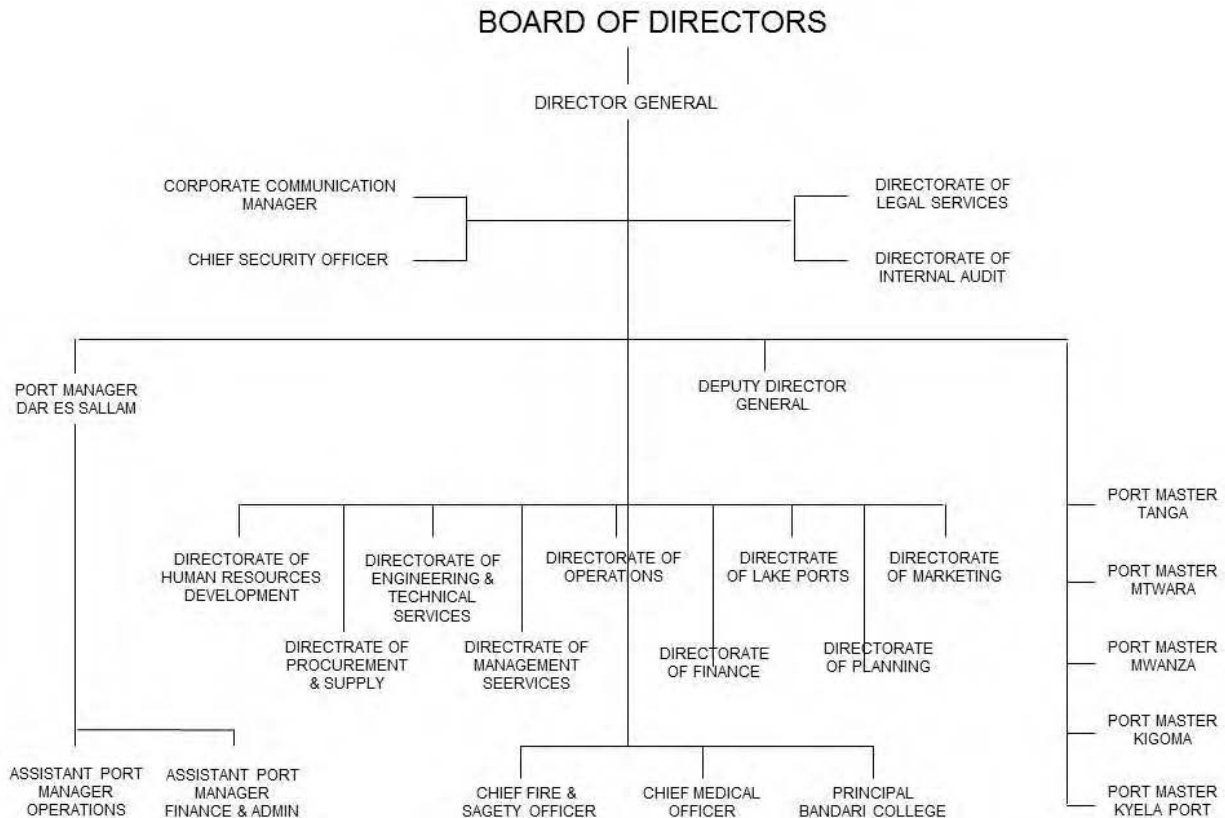 BOARD OF DIRECTORS
DIRECTOR GENERAL
CORPORATE COMMUNICATION
MANAGER
DIRECTORATE OF
LEGAL SERVICES
CHIEF SECURITY OFFICER
DIRECTORATE OF
INTERNAL AUDIT
PORT MANAGER
DAR ES SALLAM
DEPUTY DIRECTOR
GENERAL
PORT MASTER
TANGA
DIRECTORATE OF
HUMAN RESOURCES
DEVELOPMENT
DIRECTORATE OF
ENGINEERING &
TECHNICAL
SERVICES
DIRECTORATE OF
OPERATIONS
DIRECTRATE
OF LAKE PORTS
DIRECTORATE
OF MARKETING
PORT MASTER
MTWARA
DIRECTRATE OF
PROCUREMENT
& SUPPLY
DIRECTRATE OF
MANAGEMENT
SEERVICES
DIRECTORATE
OF FINANCE
DIRECTORATE
OF PLANNING
PORT MASTER
MWANZA
PORT MASTER
KIGOMA
ASSISTANT PORT
MANAGER
OPERATIONS
ASSISTANT PORT
MANAGER
FINANCE & ADMIN
CHIEF FIRE &
SAGETY OFFICER
CHIEF MEDICAL
OFFICER
PRINCIPAL
BANDARI COLLEGE
PORT MASTER
KYELA PORT